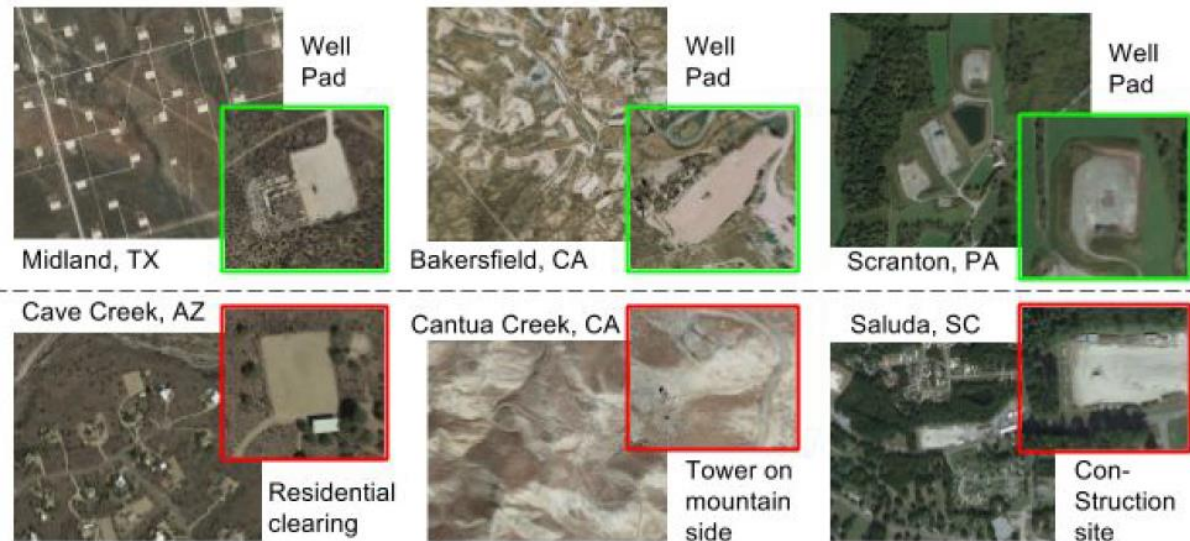 Well
Pad
Midland, TX
Well
Pad
Bakersfield, CA
Well
Pad
Scranton, PA
Cave Creek, AZ
Residential
clearing
Cantua Creek, CA
Tower on
mountain
side
Saluda, SC
Con-
Struction
site